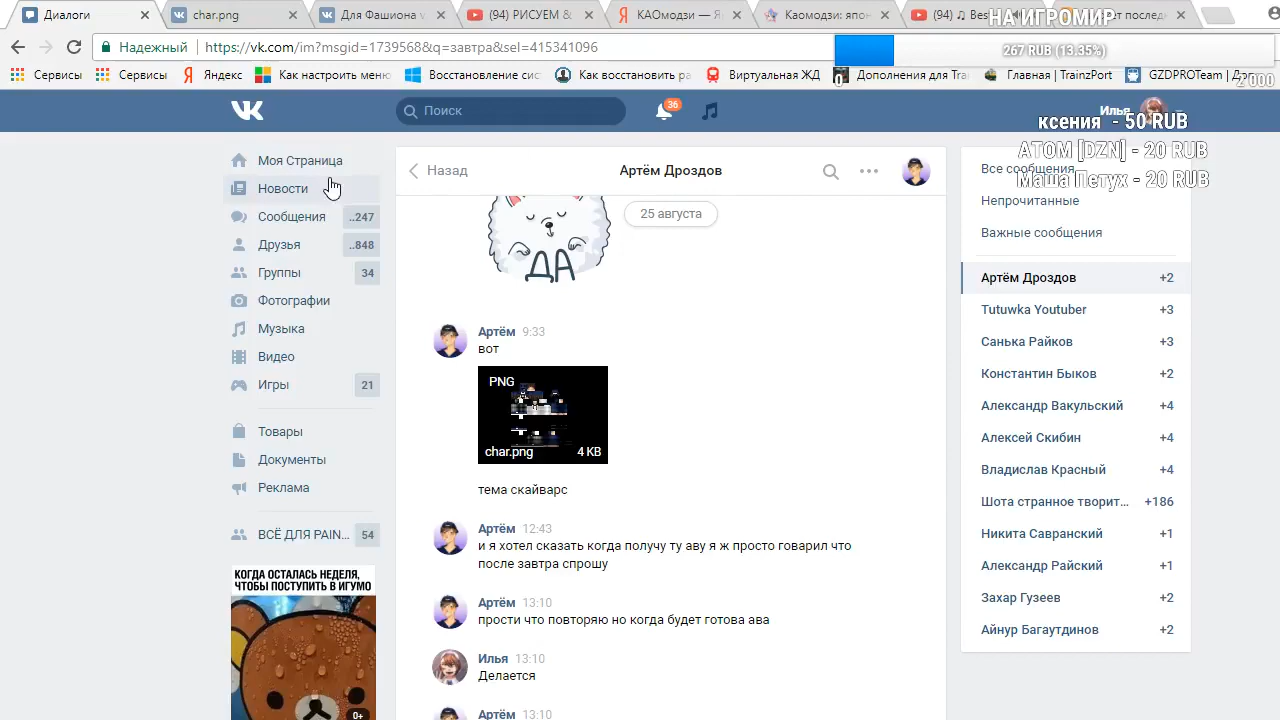 Диалоги
char.png
Для Фашиона
(94) РИСУЕМ &
КАОмодзи — Я
Каомодзи: япон
(94) ♫ Bes
т послед
НА ИГРОМИР
Надежный
https://vk.com/im?msgid=1739568&q=завтра&sel=415341096
267 RUB (13.35%)
0
2 000
Сервисы
Сервисы
Яндекс
Как настроить меню
Восстановление сис
Как восстановить ра
Виртуальная ЖД
Дополнения для Trai
Главная | TrainzPort
GZDPROTeam | Д
Поиск
36
Илья
ксения - 50 RUB
ATOM [DZN] - 20 RUB
Маша Петух - 20 RUB
Моя Страница
Новости
Сообщения ..247
Друзья ..848
Группы 34
Фотографии
Музыка
Видео
Игры 21
Товары
Документы
Реклама
ВСЁ ДЛЯ PAIN... 54
КОГДА ОСТАЛАСЬ НЕДЕЛЯ,
ЧТОБЫ ПОСТУПИТЬ В ИГУМО
0+
Назад
Артём Дроздов
25 августа
ДА
Артём 9:33
вот
PNG
char.png 4 KB
тема скайварс
Артём 12:43
и я хотел сказать когда получу ту аву я ж просто говарил что
после завтра спрошу
Артём 13:10
прости что повторяю но когда будет готова ава
Илья 13:10
Делается
Артём 13:10
Все сообщения
Непрочитанные
Важные сообщения
Артём Дроздов +2
Tutuwka Youtuber +3
Санька Райков +3
Константин Быков +2
Александр Вакульский +4
Алексей Скибин +4
Владислав Красный +4
Шота странное творит... +186
Никита Савранский +1
Александр Райский +1
Захар Гузеев +2
Айнур Багаутдинов +2